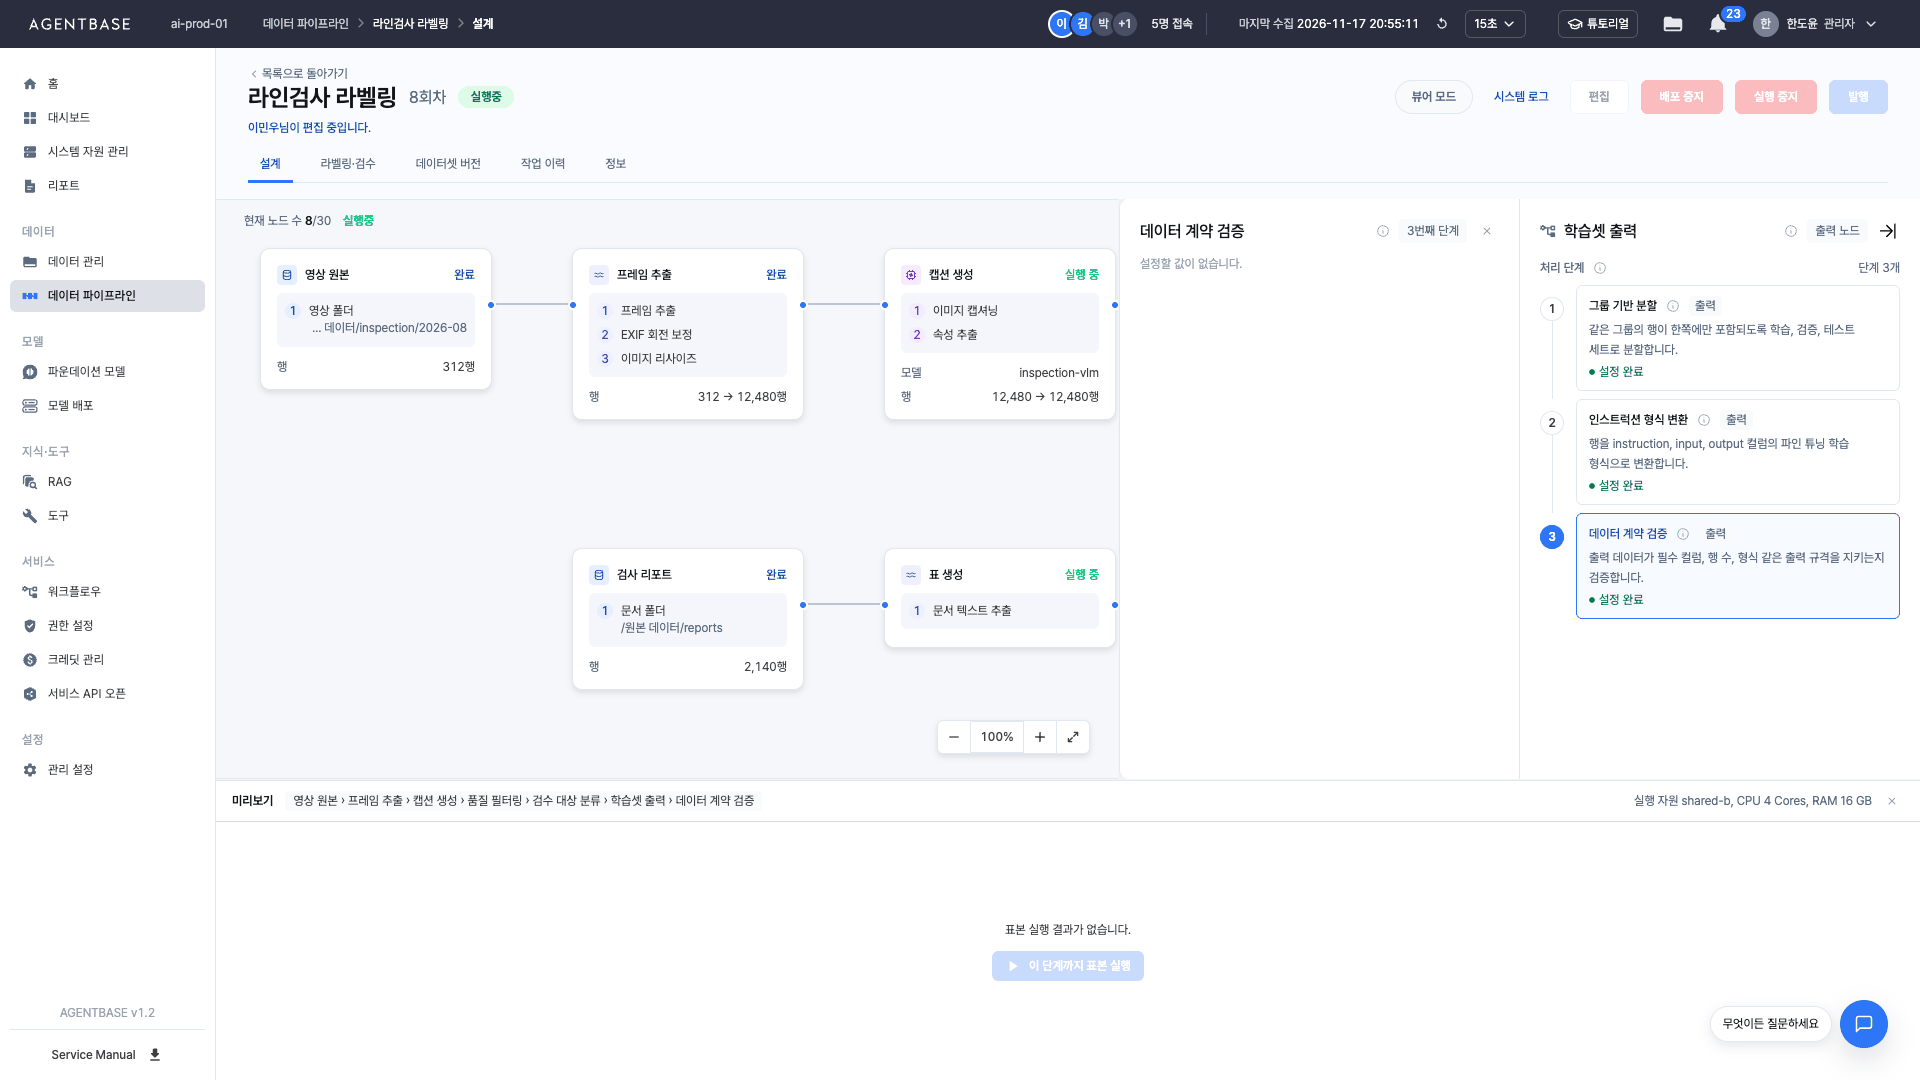 AGENTBASE
ai-prod-01
데이터 파이프라인 > 라인검사 라벨링 > 설계
이 김 박 +1 5명 접속
마지막 수집 2026-11-17 20:55:11
15초
튜토리얼
23
한 한도윤 관리자
홈
대시보드
시스템 자원 관리
리포트
데이터
데이터 관리
데이터 파이프라인
모델
파운데이션 모델
모델 배포
지식·도구
RAG
도구
서비스
워크플로우
권한 설정
크레딧 관리
서비스 API 오픈
설정
관리 설정
AGENTBASE v1.2
Service Manual
목록으로 돌아가기
라인검사 라벨링 8회차 실행중
이민우님이 편집 중입니다.
뷰어 모드
시스템 로그
편집
배포 중지
실행 중지
발행
설계
라벨링·검수
데이터셋 버전
작업 이력
정보
현재 노드 수 8/30 실행중
영상 원본 완료
1 영상 폴더
... 데이터/inspection/2026-08
행 312행
프레임 추출 완료
1 프레임 추출
2 EXIF 회전 보정
3 이미지 리사이즈
행 312 → 12,480행
캡션 생성 실행 중
1 이미지 캡셔닝
2 속성 추출
모델 inspection-vlm
행 12,480 → 12,480행
검사 리포트 완료
1 문서 폴더
/원본 데이터/reports
행 2,140행
표 생성 실행 중
1 문서 텍스트 추출
100%
데이터 계약 검증 3번째 단계
설정할 값이 없습니다.
학습셋 출력 출력 노드
처리 단계 단계 3개
1 그룹 기반 분할 출력
같은 그룹의 행이 한쪽에만 포함되도록 학습, 검증, 테스트
세트로 분할합니다.
설정 완료
2 인스트럭션 형식 변환 출력
행을 instruction, input, output 컬럼의 파인 튜닝 학습
형식으로 변환합니다.
설정 완료
3 데이터 계약 검증 출력
출력 데이터가 필수 컬럼, 행 수, 형식 같은 출력 규격을 지키는지
검증합니다.
설정 완료
미리보기 영상 원본 › 프레임 추출 › 캡션 생성 › 품질 필터링 › 검수 대상 분류 › 학습셋 출력 › 데이터 계약 검증
실행 자원 shared-b, CPU 4 Cores, RAM 16 GB
표본 실행 결과가 없습니다.
이 단계까지 표본 실행
무엇이든 질문하세요